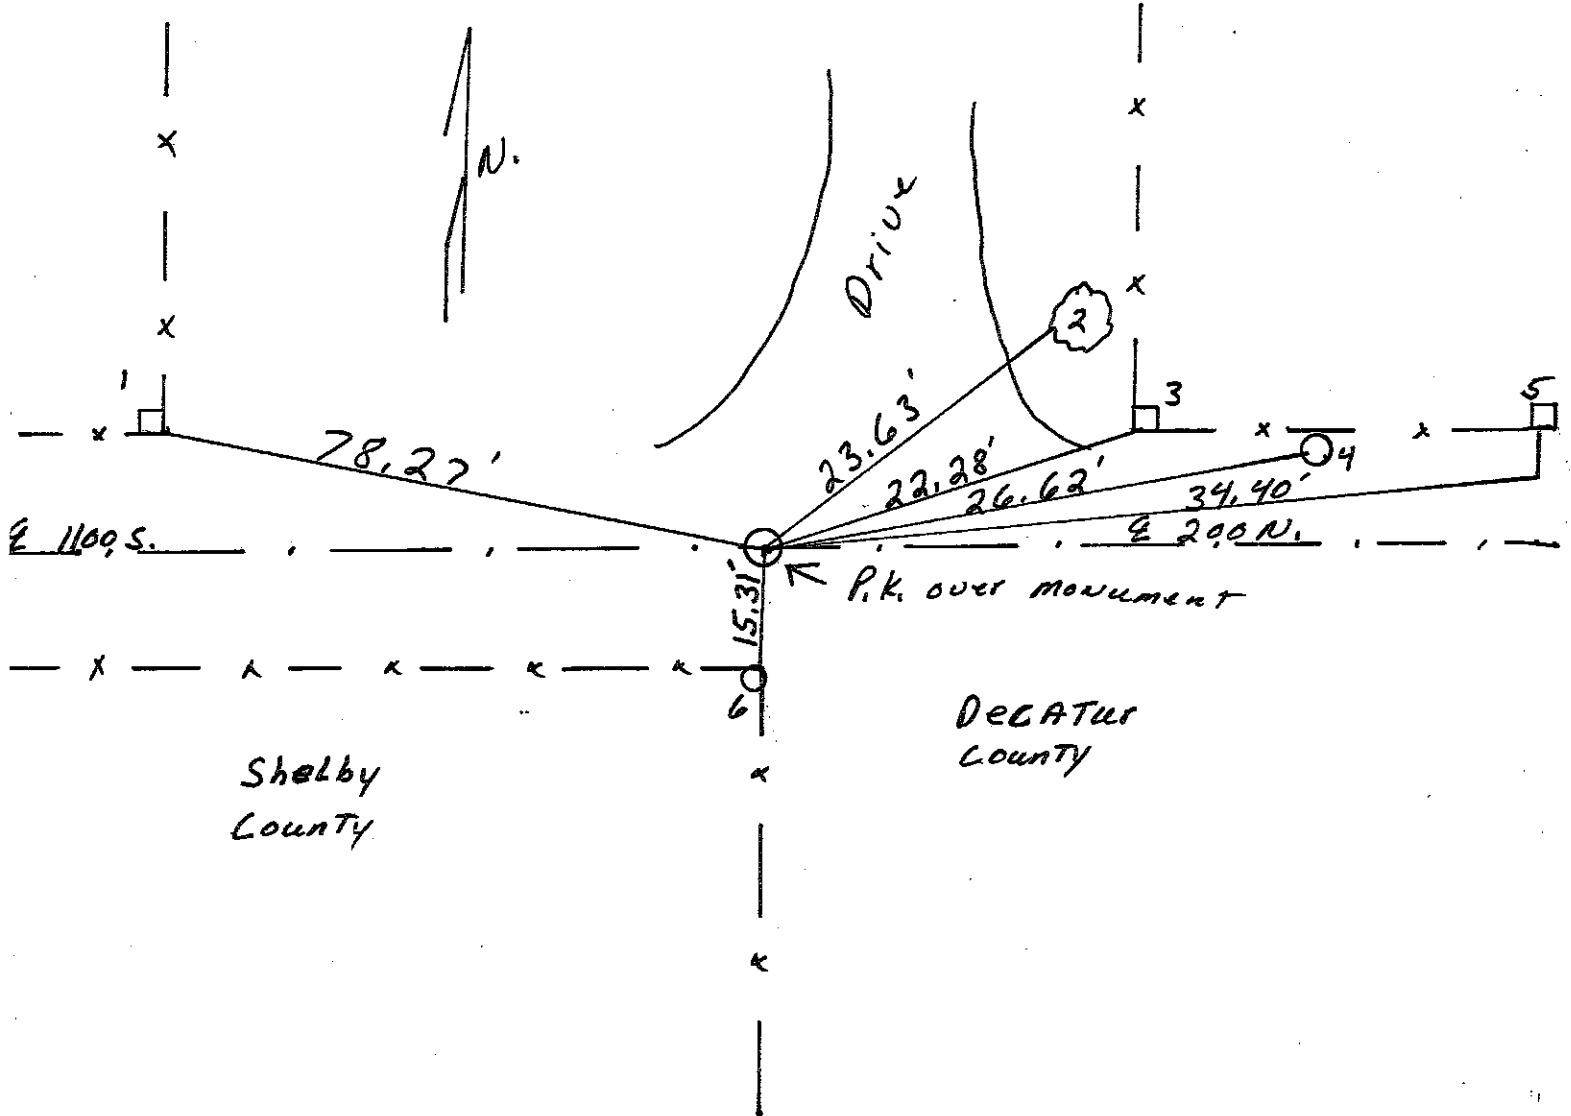 N.
Drive
1
2
3
4
5
6
78.27'
23.63'
22.28'
26.62'
34.40'
15.31'
℄ 1100 S.
℄ 200 N.
P.K. over monument
Shelby
County
Decatur
County